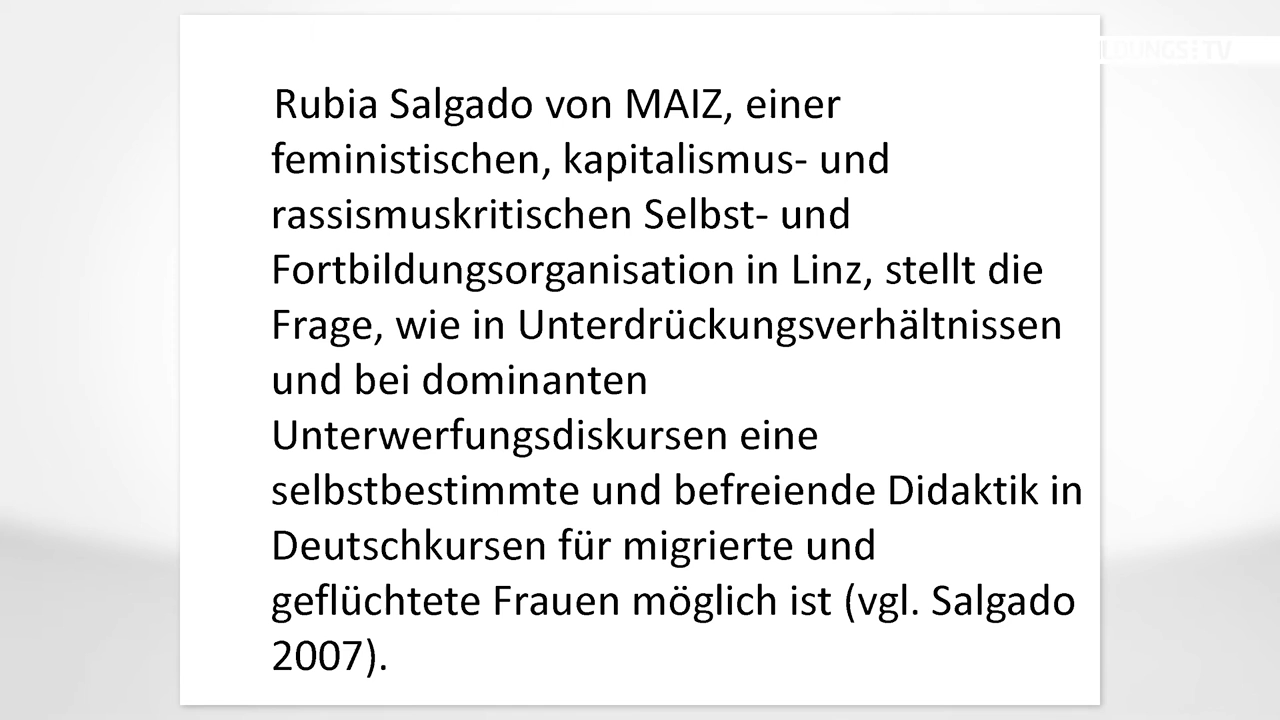 Rubia Salgado von MAIZ, einer
feministischen, kapitalismus- und
rassismuskritischen Selbst- und
Fortbildungsorganisation in Linz, stellt die
Frage, wie in Unterdrückungsverhältnissen
und bei dominanten
Unterwerfungsdiskursen eine
selbstbestimmte und befreiende Didaktik in
Deutschkursen für migrierte und
geflüchtete Frauen möglich ist (vgl. Salgado
2007).